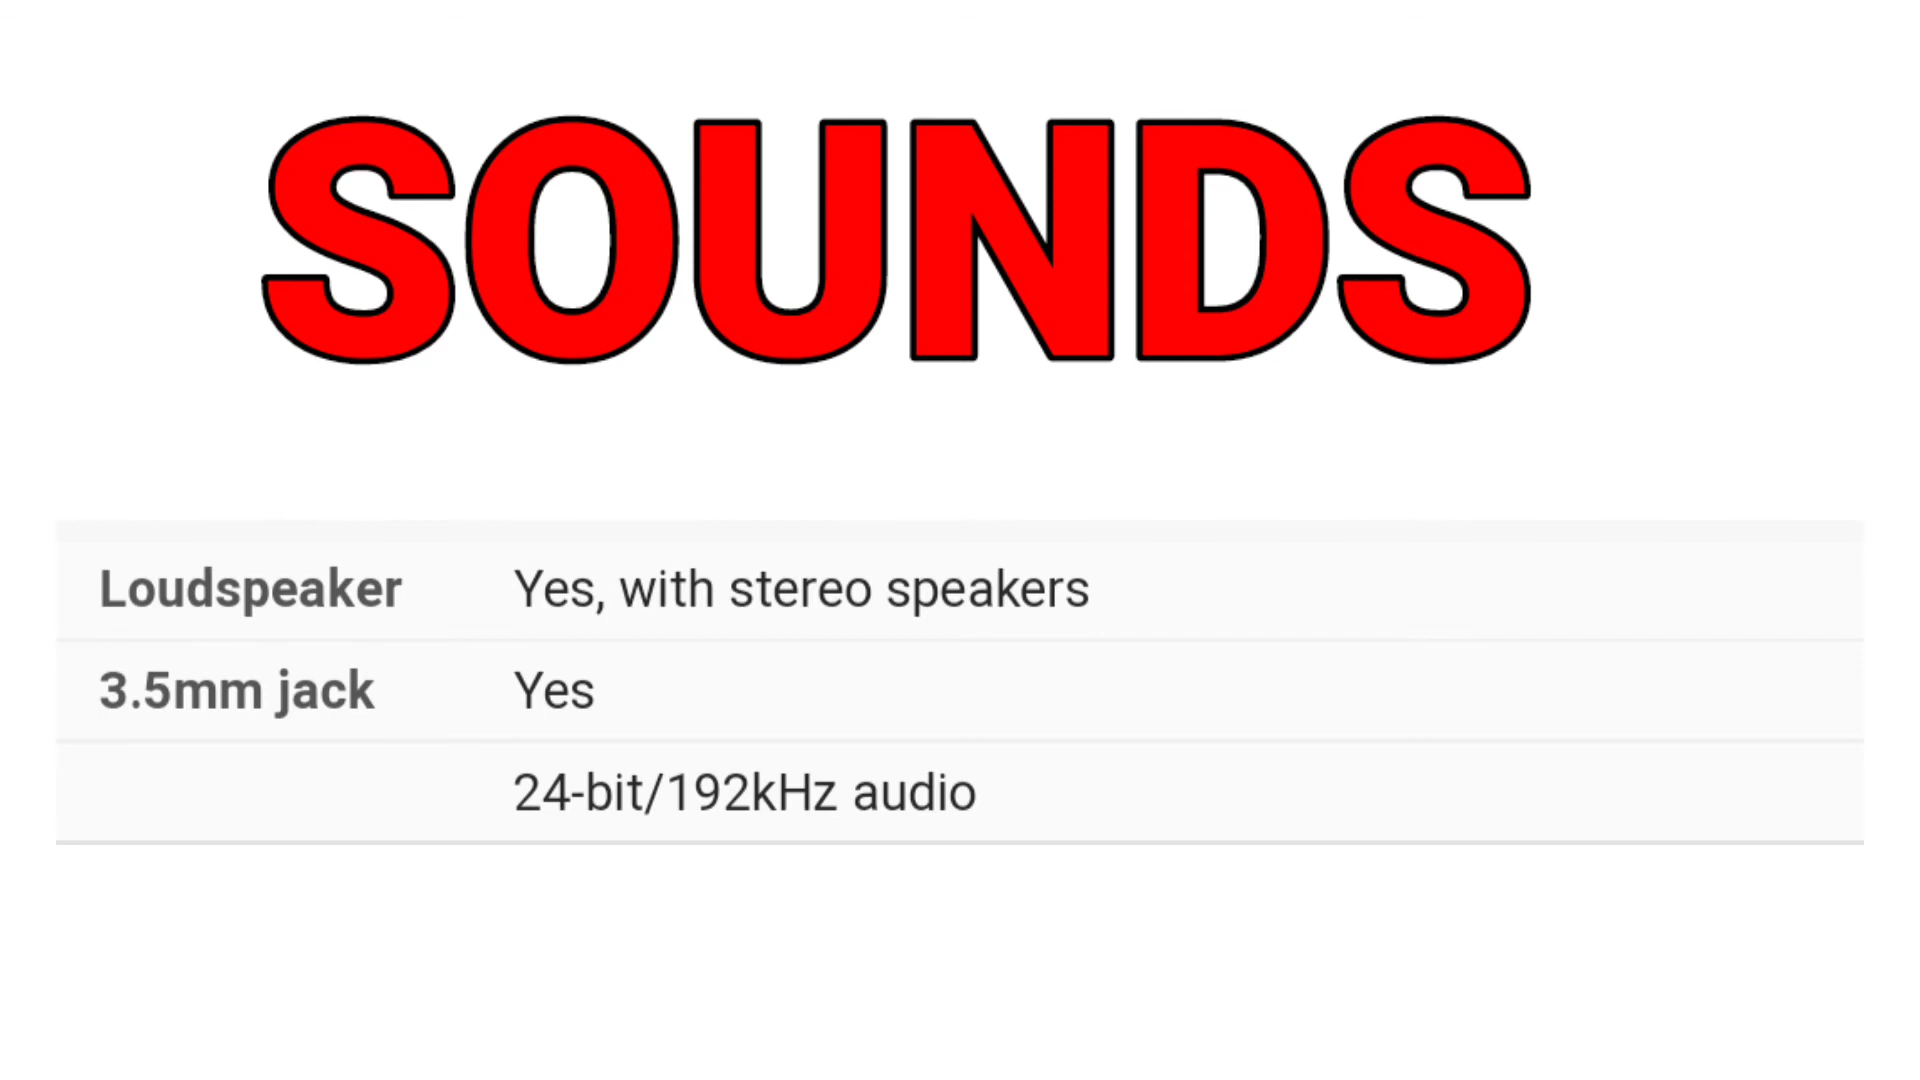 SOUNDS
Loudspeaker Yes, with stereo speakers
3.5mm jack Yes
24-bit/192kHz audio